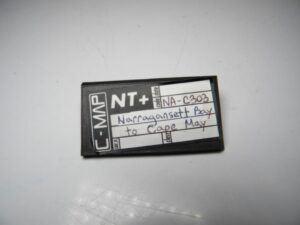 C-MAP
NT+
NA-C303
Narragansett Bay
to Cape May